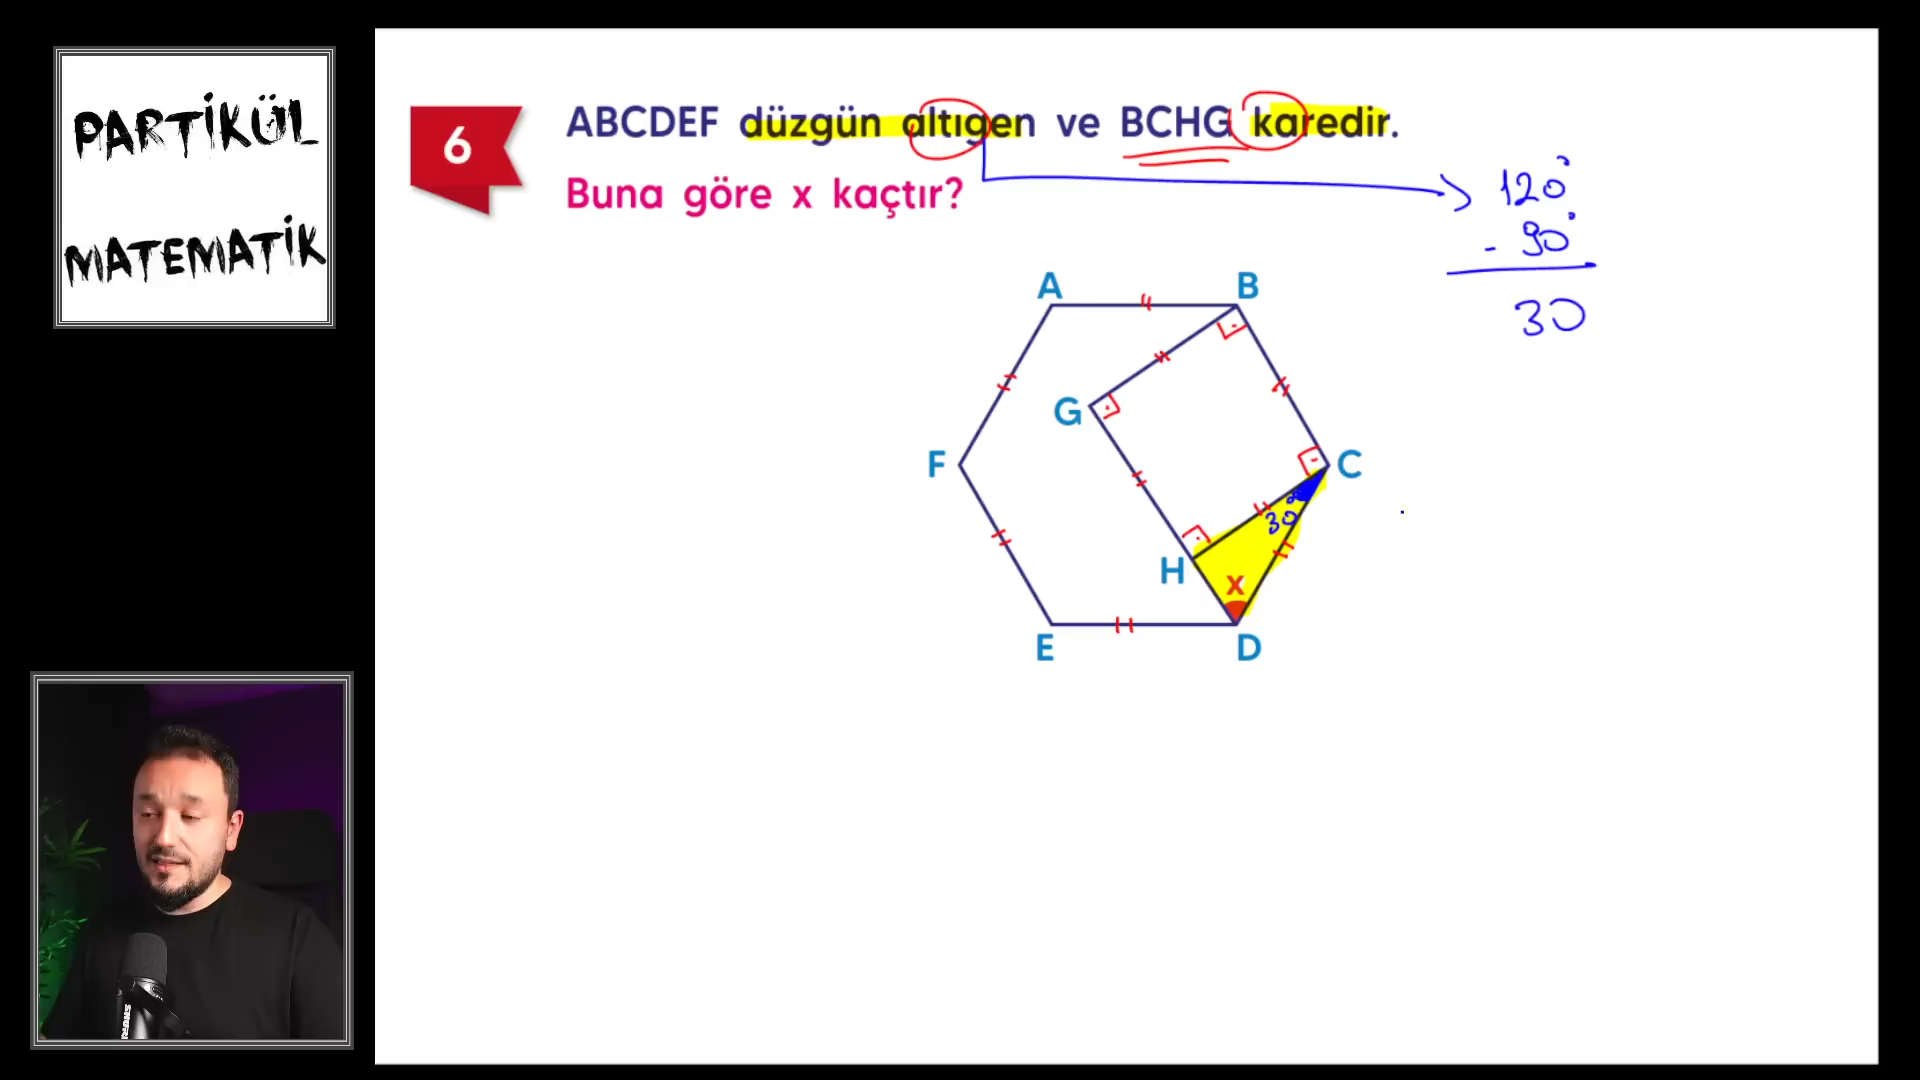 PARTİKÜL
MATEMATİK
6
ABCDEF düzgün altıgen ve BCHG karedir.
Buna göre x kaçtır?
120°
- 90°
30
A
B
G
F
C
30
H
x
E
D